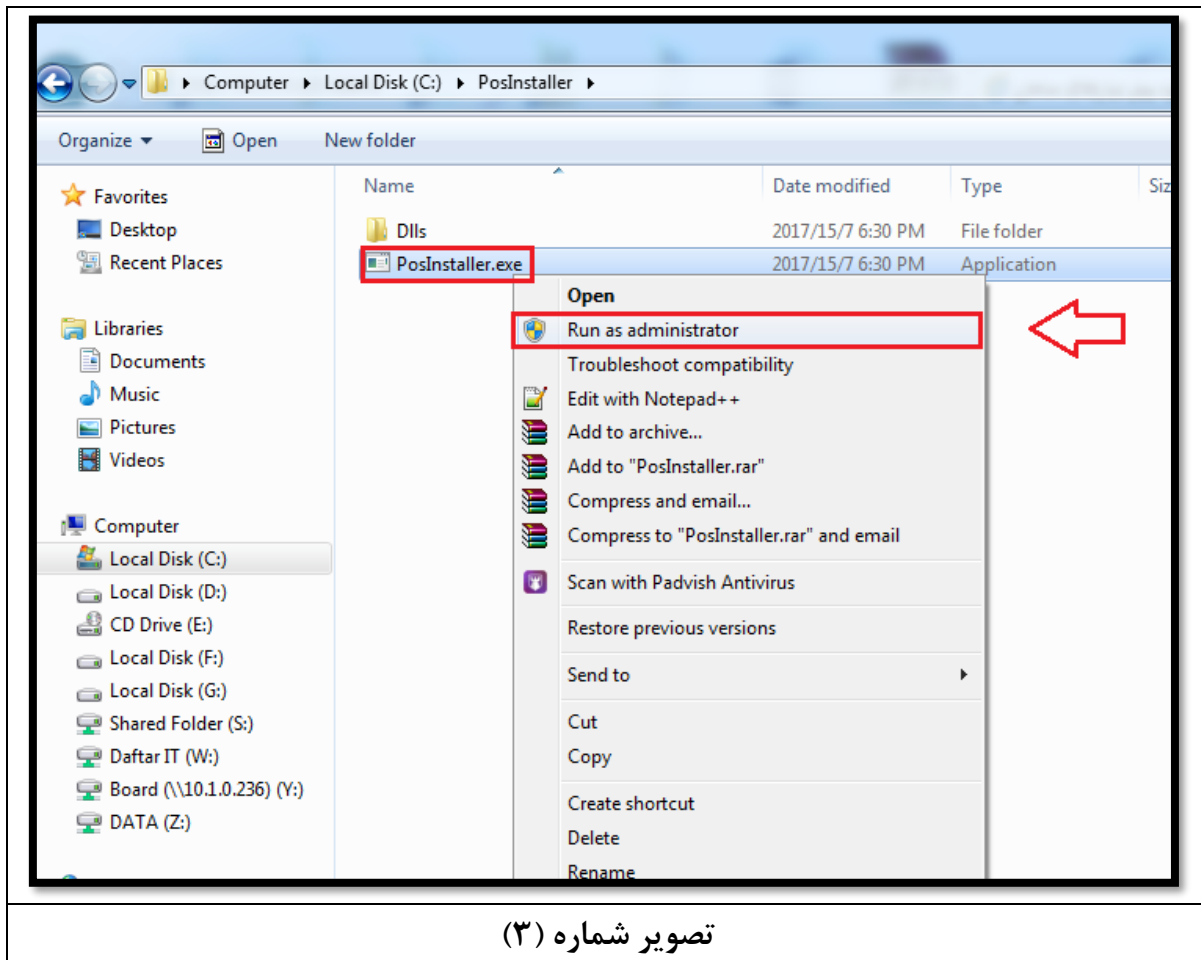 Computer ▸ Local Disk (C:) ▸ PosInstaller ▸
Organize ▾ Open New folder
Name Date modified Type Siz
Favorites
Desktop
Recent Places
Libraries
Documents
Music
Pictures
Videos
Computer
Local Disk (C:)
Local Disk (D:)
CD Drive (E:)
Local Disk (F:)
Local Disk (G:)
Shared Folder (S:)
Daftar IT (W:)
Board (\\10.1.0.236) (Y:)
DATA (Z:)
Dlls 2017/15/7 6:30 PM File folder
PosInstaller.exe 2017/15/7 6:30 PM Application
Open
Run as administrator
Troubleshoot compatibility
Edit with Notepad++
Add to archive...
Add to "PosInstaller.rar"
Compress and email...
Compress to "PosInstaller.rar" and email
Scan with Padvish Antivirus
Restore previous versions
Send to
Cut
Copy
Create shortcut
Delete
Rename
تصویر شماره (۳)